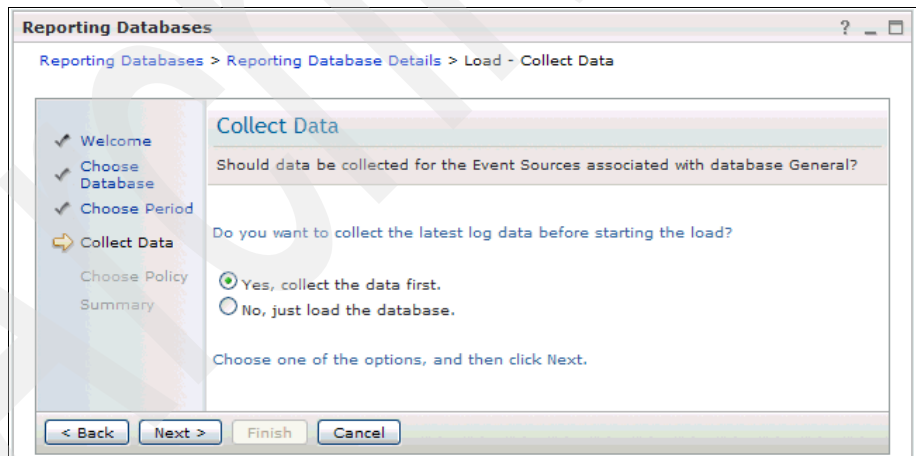 Reporting Databases ? _
Reporting Databases > Reporting Database Details > Load - Collect Data
Welcome
Choose
Database
Choose Period
Collect Data
Choose Policy
Summary
Collect Data
Should data be collected for the Event Sources associated with database General?
Do you want to collect the latest log data before starting the load?
Yes, collect the data first.
No, just load the database.
Choose one of the options, and then click Next.
< Back Next > Finish Cancel